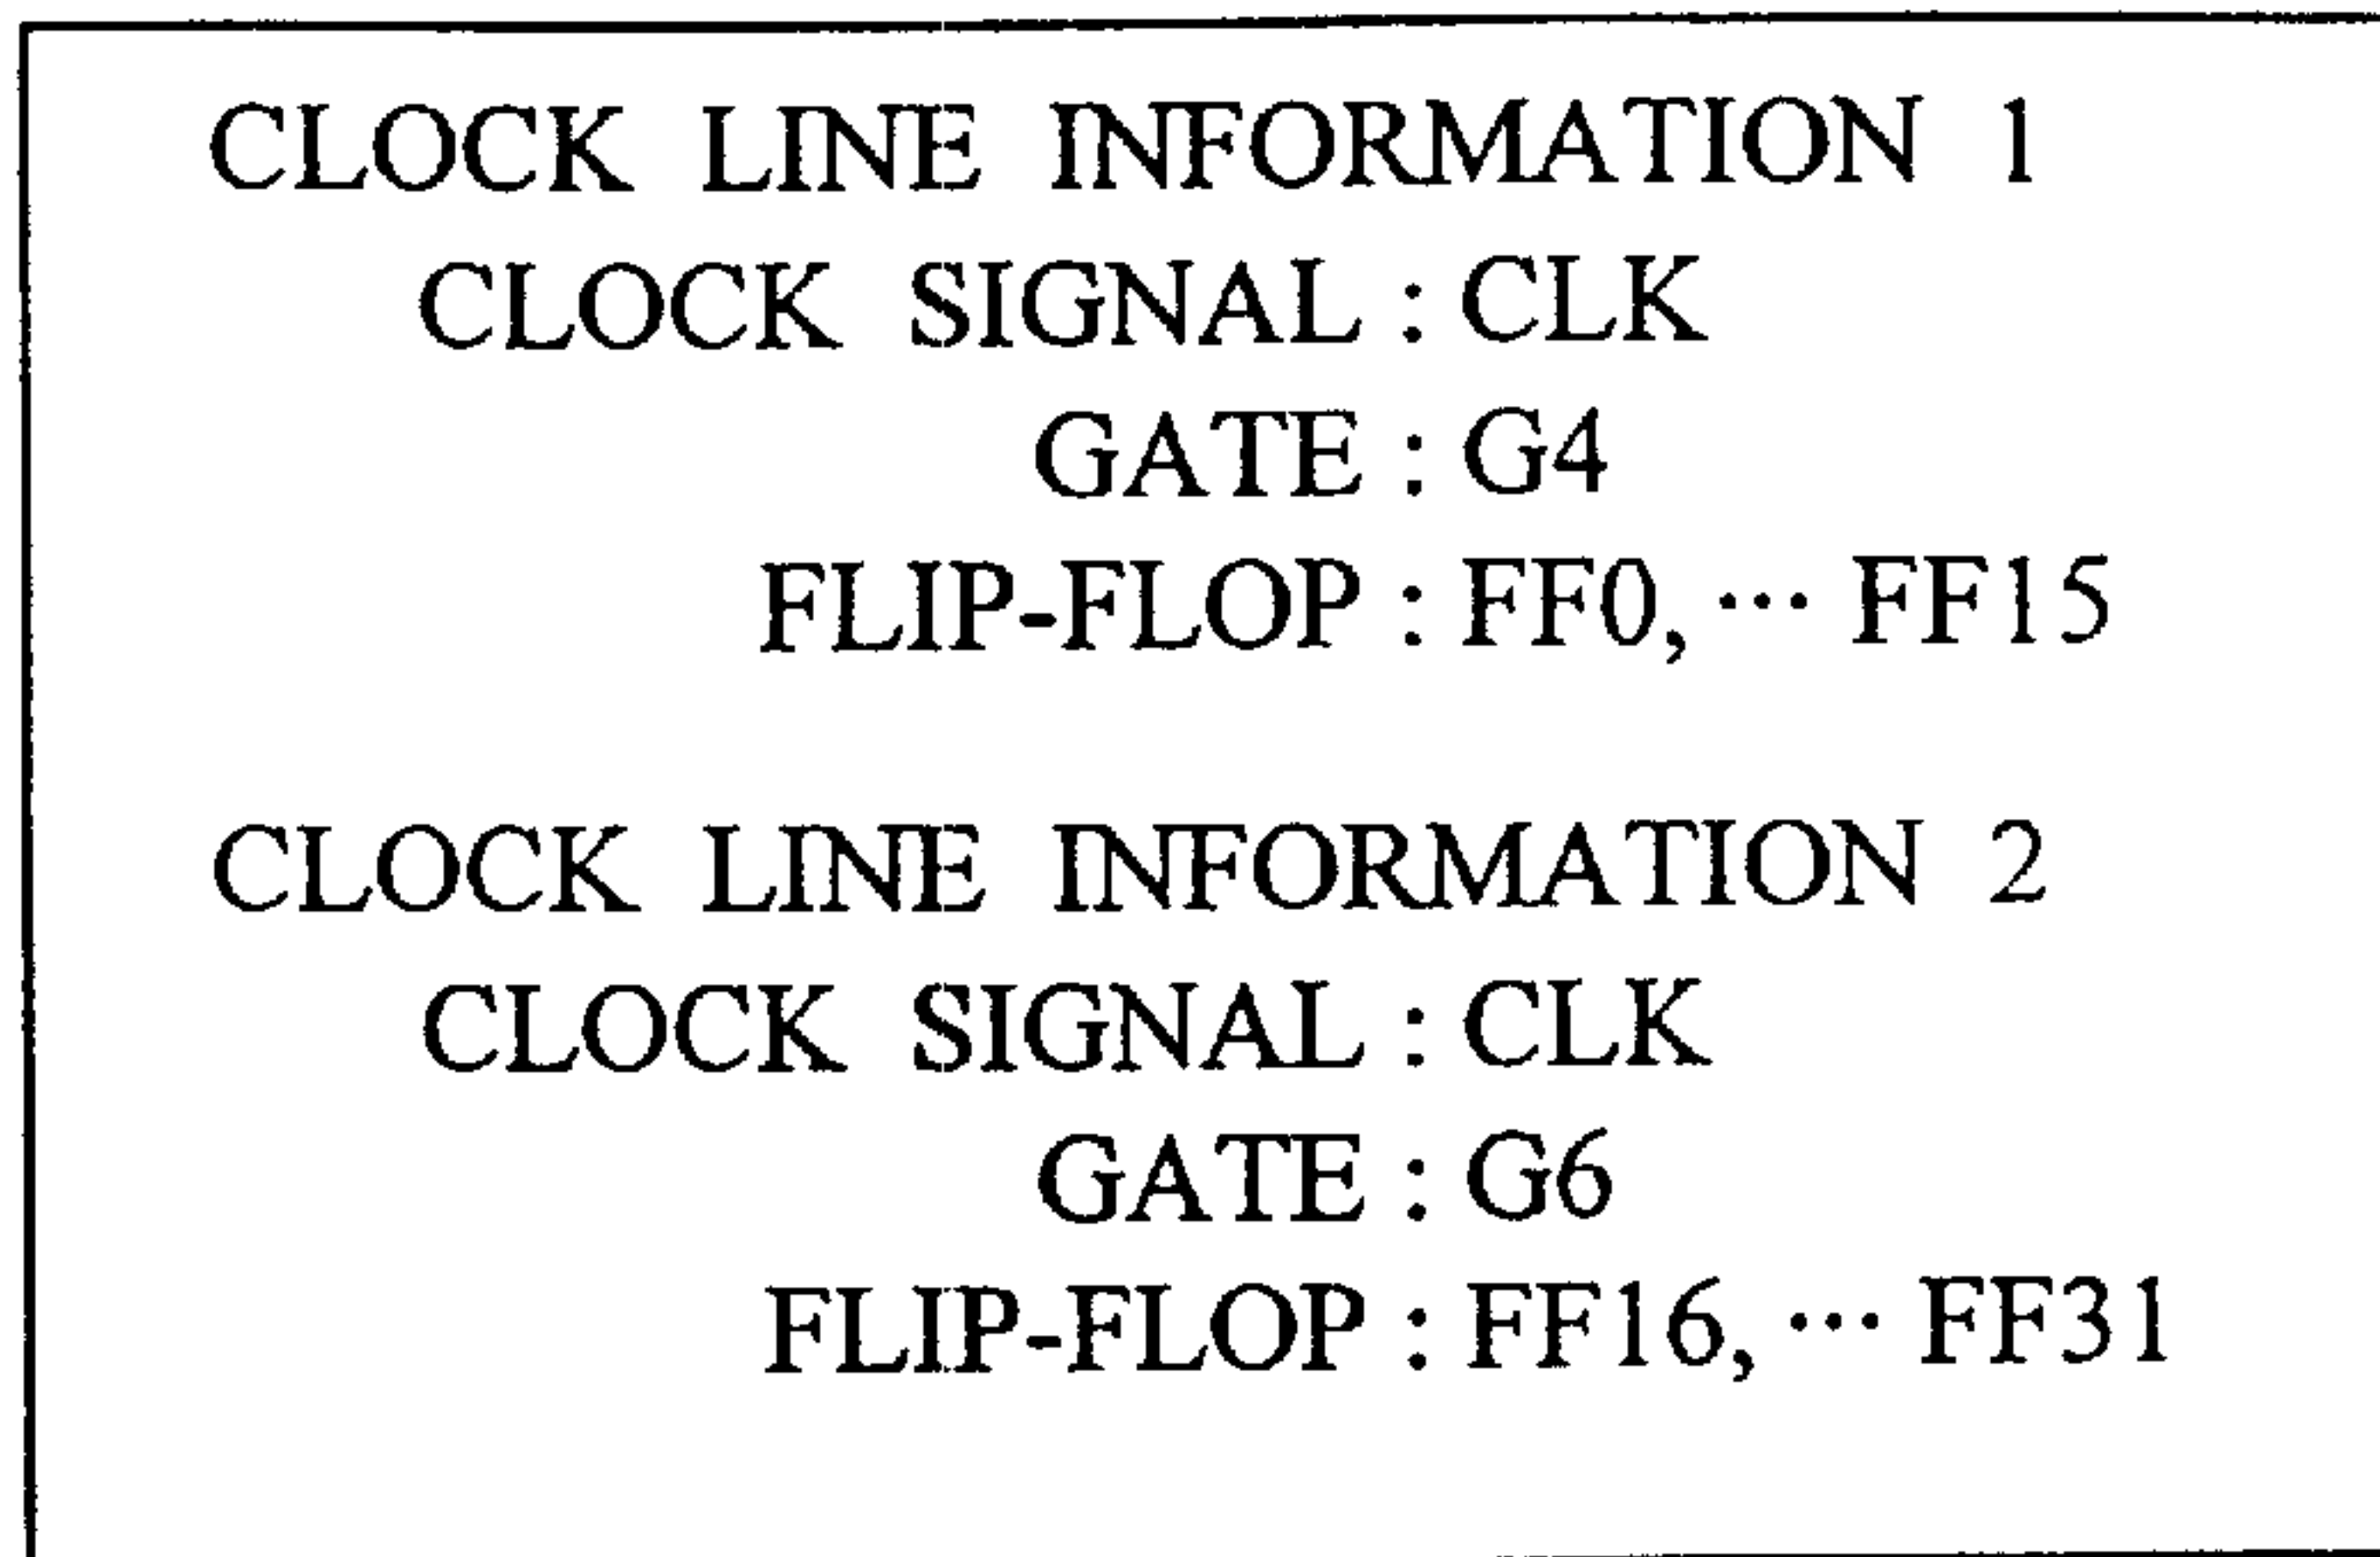 CLOCK LINE INFORMATION 1
CLOCK SIGNAL : CLK
GATE : G4
FLIP-FLOP : FF0, ··· FF15
CLOCK LINE INFORMATION 2
CLOCK SIGNAL : CLK
GATE : G6
FLIP-FLOP : FF16, ··· FF31